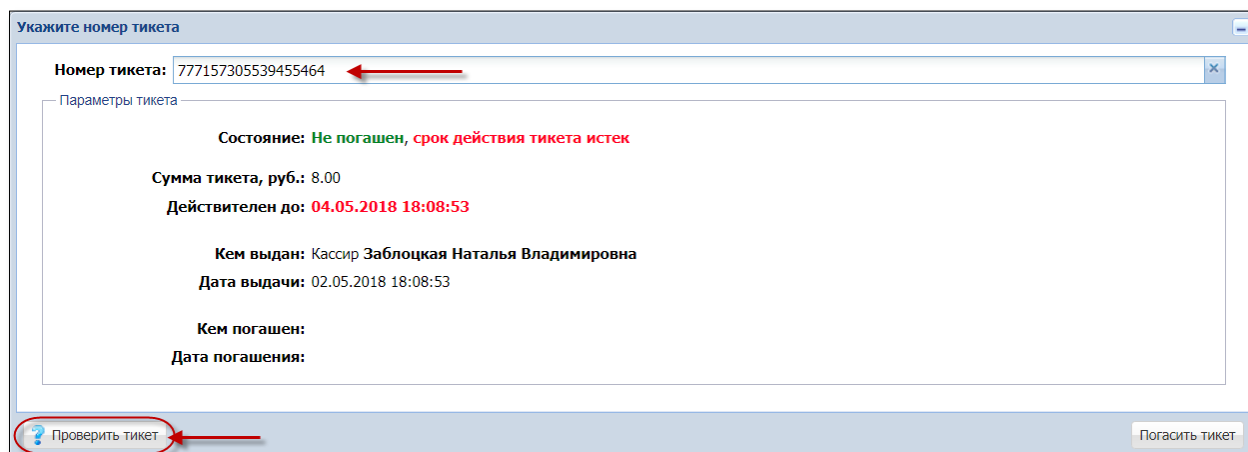 Укажите номер тикета
Номер тикета: 777157305539455464
Параметры тикета
Состояние: Не погашен, срок действия тикета истек
Сумма тикета, руб.: 8.00
Действителен до: 04.05.2018 18:08:53
Кем выдан: Кассир Заблоцкая Наталья Владимировна
Дата выдачи: 02.05.2018 18:08:53
Кем погашен:
Дата погашения:
Проверить тикет
Погасить тикет